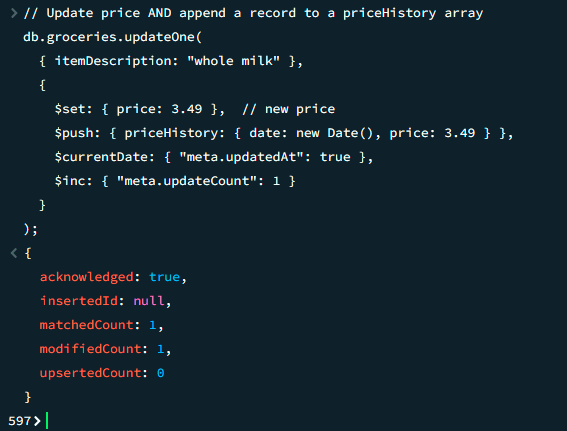 > // Update price AND append a record to a priceHistory array
db.groceries.updateOne(
  { itemDescription: "whole milk" },
  {
    $set: { price: 3.49 },  // new price
    $push: { priceHistory: { date: new Date(), price: 3.49 } },
    $currentDate: { "meta.updatedAt": true },
    $inc: { "meta.updateCount": 1 }
  }
);
< {
  acknowledged: true,
  insertedId: null,
  matchedCount: 1,
  modifiedCount: 1,
  upsertedCount: 0
}
597>